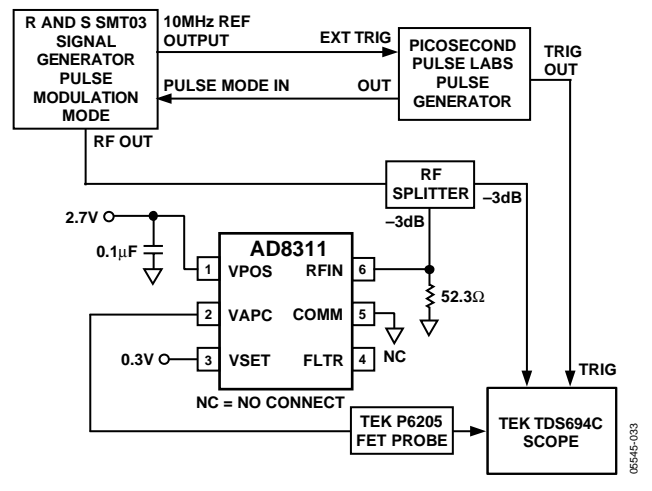 R AND S SMT03
SIGNAL
GENERATOR
PULSE
MODULATION
MODE
10MHz REF
OUTPUT
EXT TRIG
PICOSECOND
PULSE LABS
PULSE
GENERATOR
TRIG
OUT
PULSE MODE IN
OUT
RF OUT
RF
SPLITTER
–3dB
–3dB
2.7V
0.1μF
AD8311
1
VPOS
RFIN
6
52.3Ω
2
VAPC
COMM
5
NC
0.3V
3
VSET
FLTR
4
NC = NO CONNECT
TRIG
TEK P6205
FET PROBE
TEK TDS694C
SCOPE
05545-033